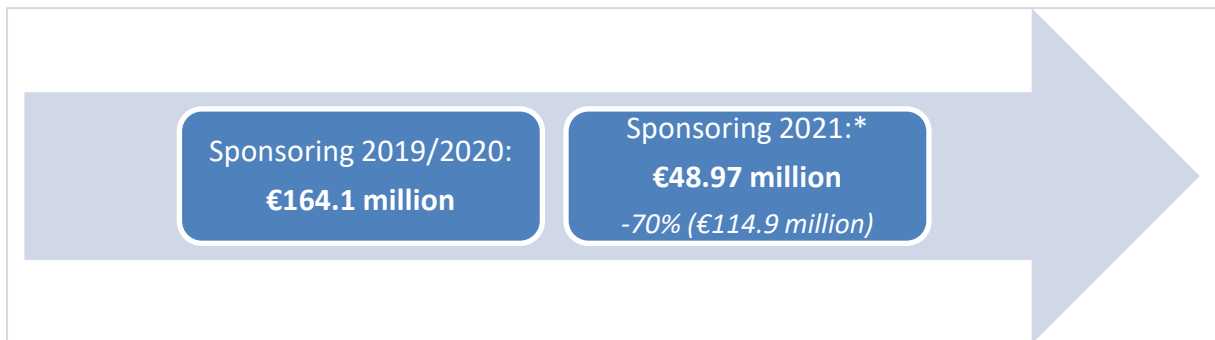 Sponsoring 2019/2020:
€164.1 million
Sponsoring 2021:*
€48.97 million
-70% (€114.9 million)